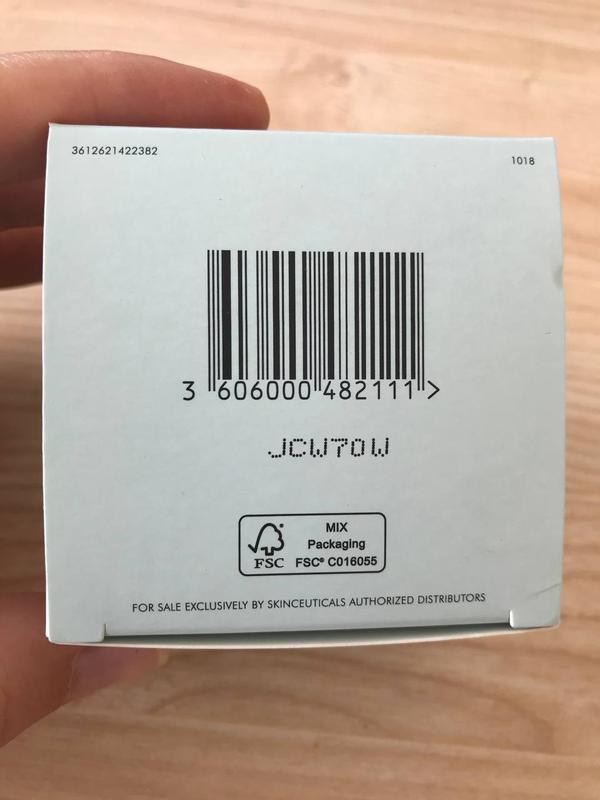 3612621422382
1018
3 606000 482111 >
JCW70W
MIX
Packaging
FSC FSC® C016055
FOR SALE EXCLUSIVELY BY SKINCEUTICALS AUTHORIZED DISTRIBUTORS